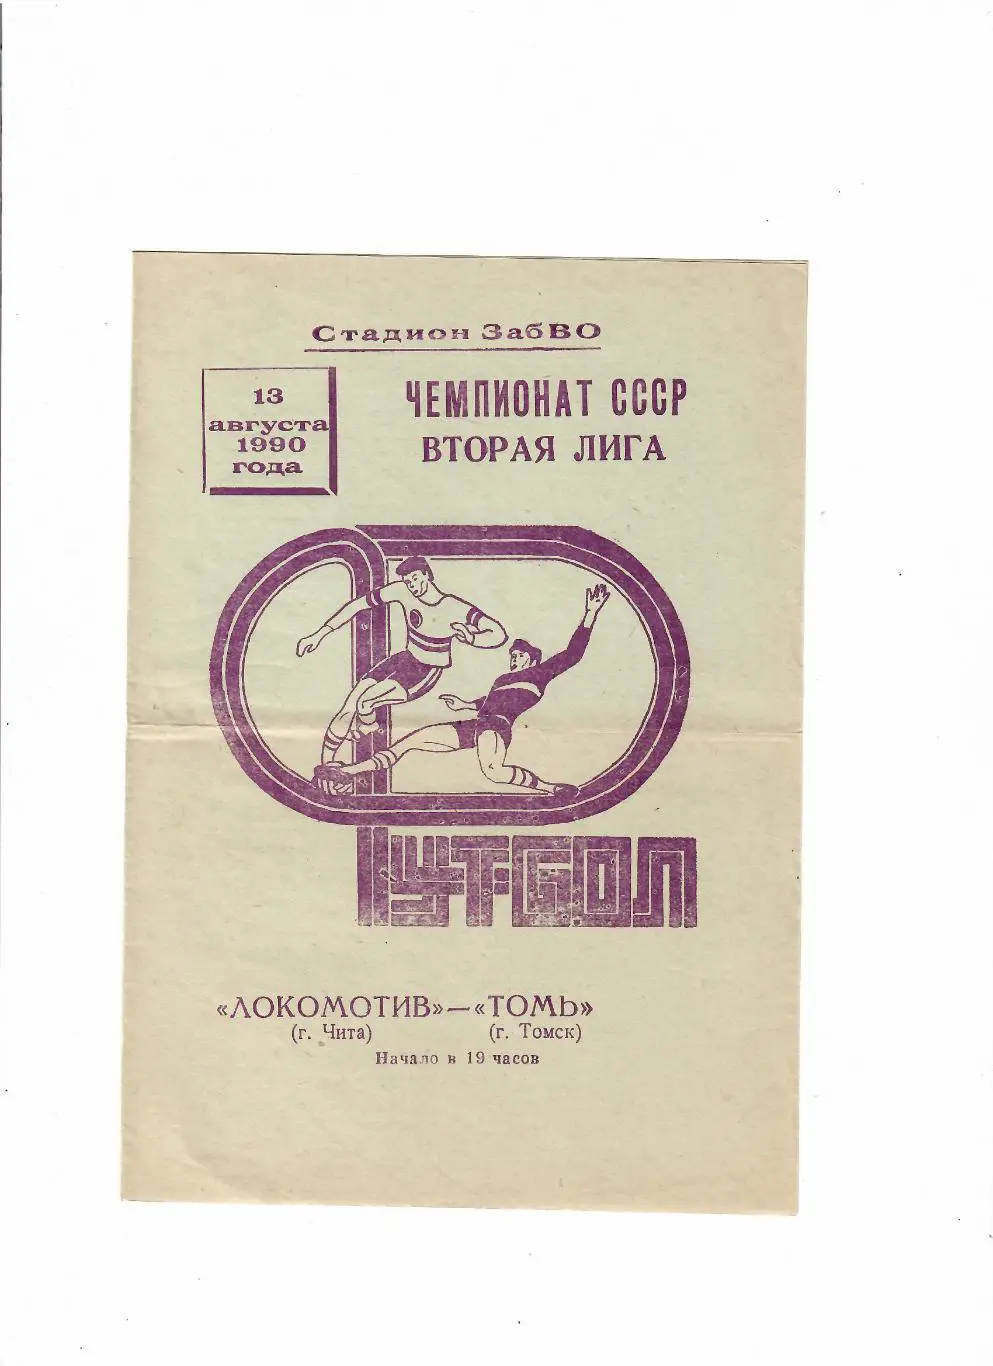 Стадион ЗабВО
13
августа
1990
года
ЧЕМПИОНАТ СССР
ВТОРАЯ ЛИГА
ФУТБОЛ
«ЛОКОМОТИВ»—«ТОМЬ»
(г. Чита) (г. Томск)
Начало в 19 часов